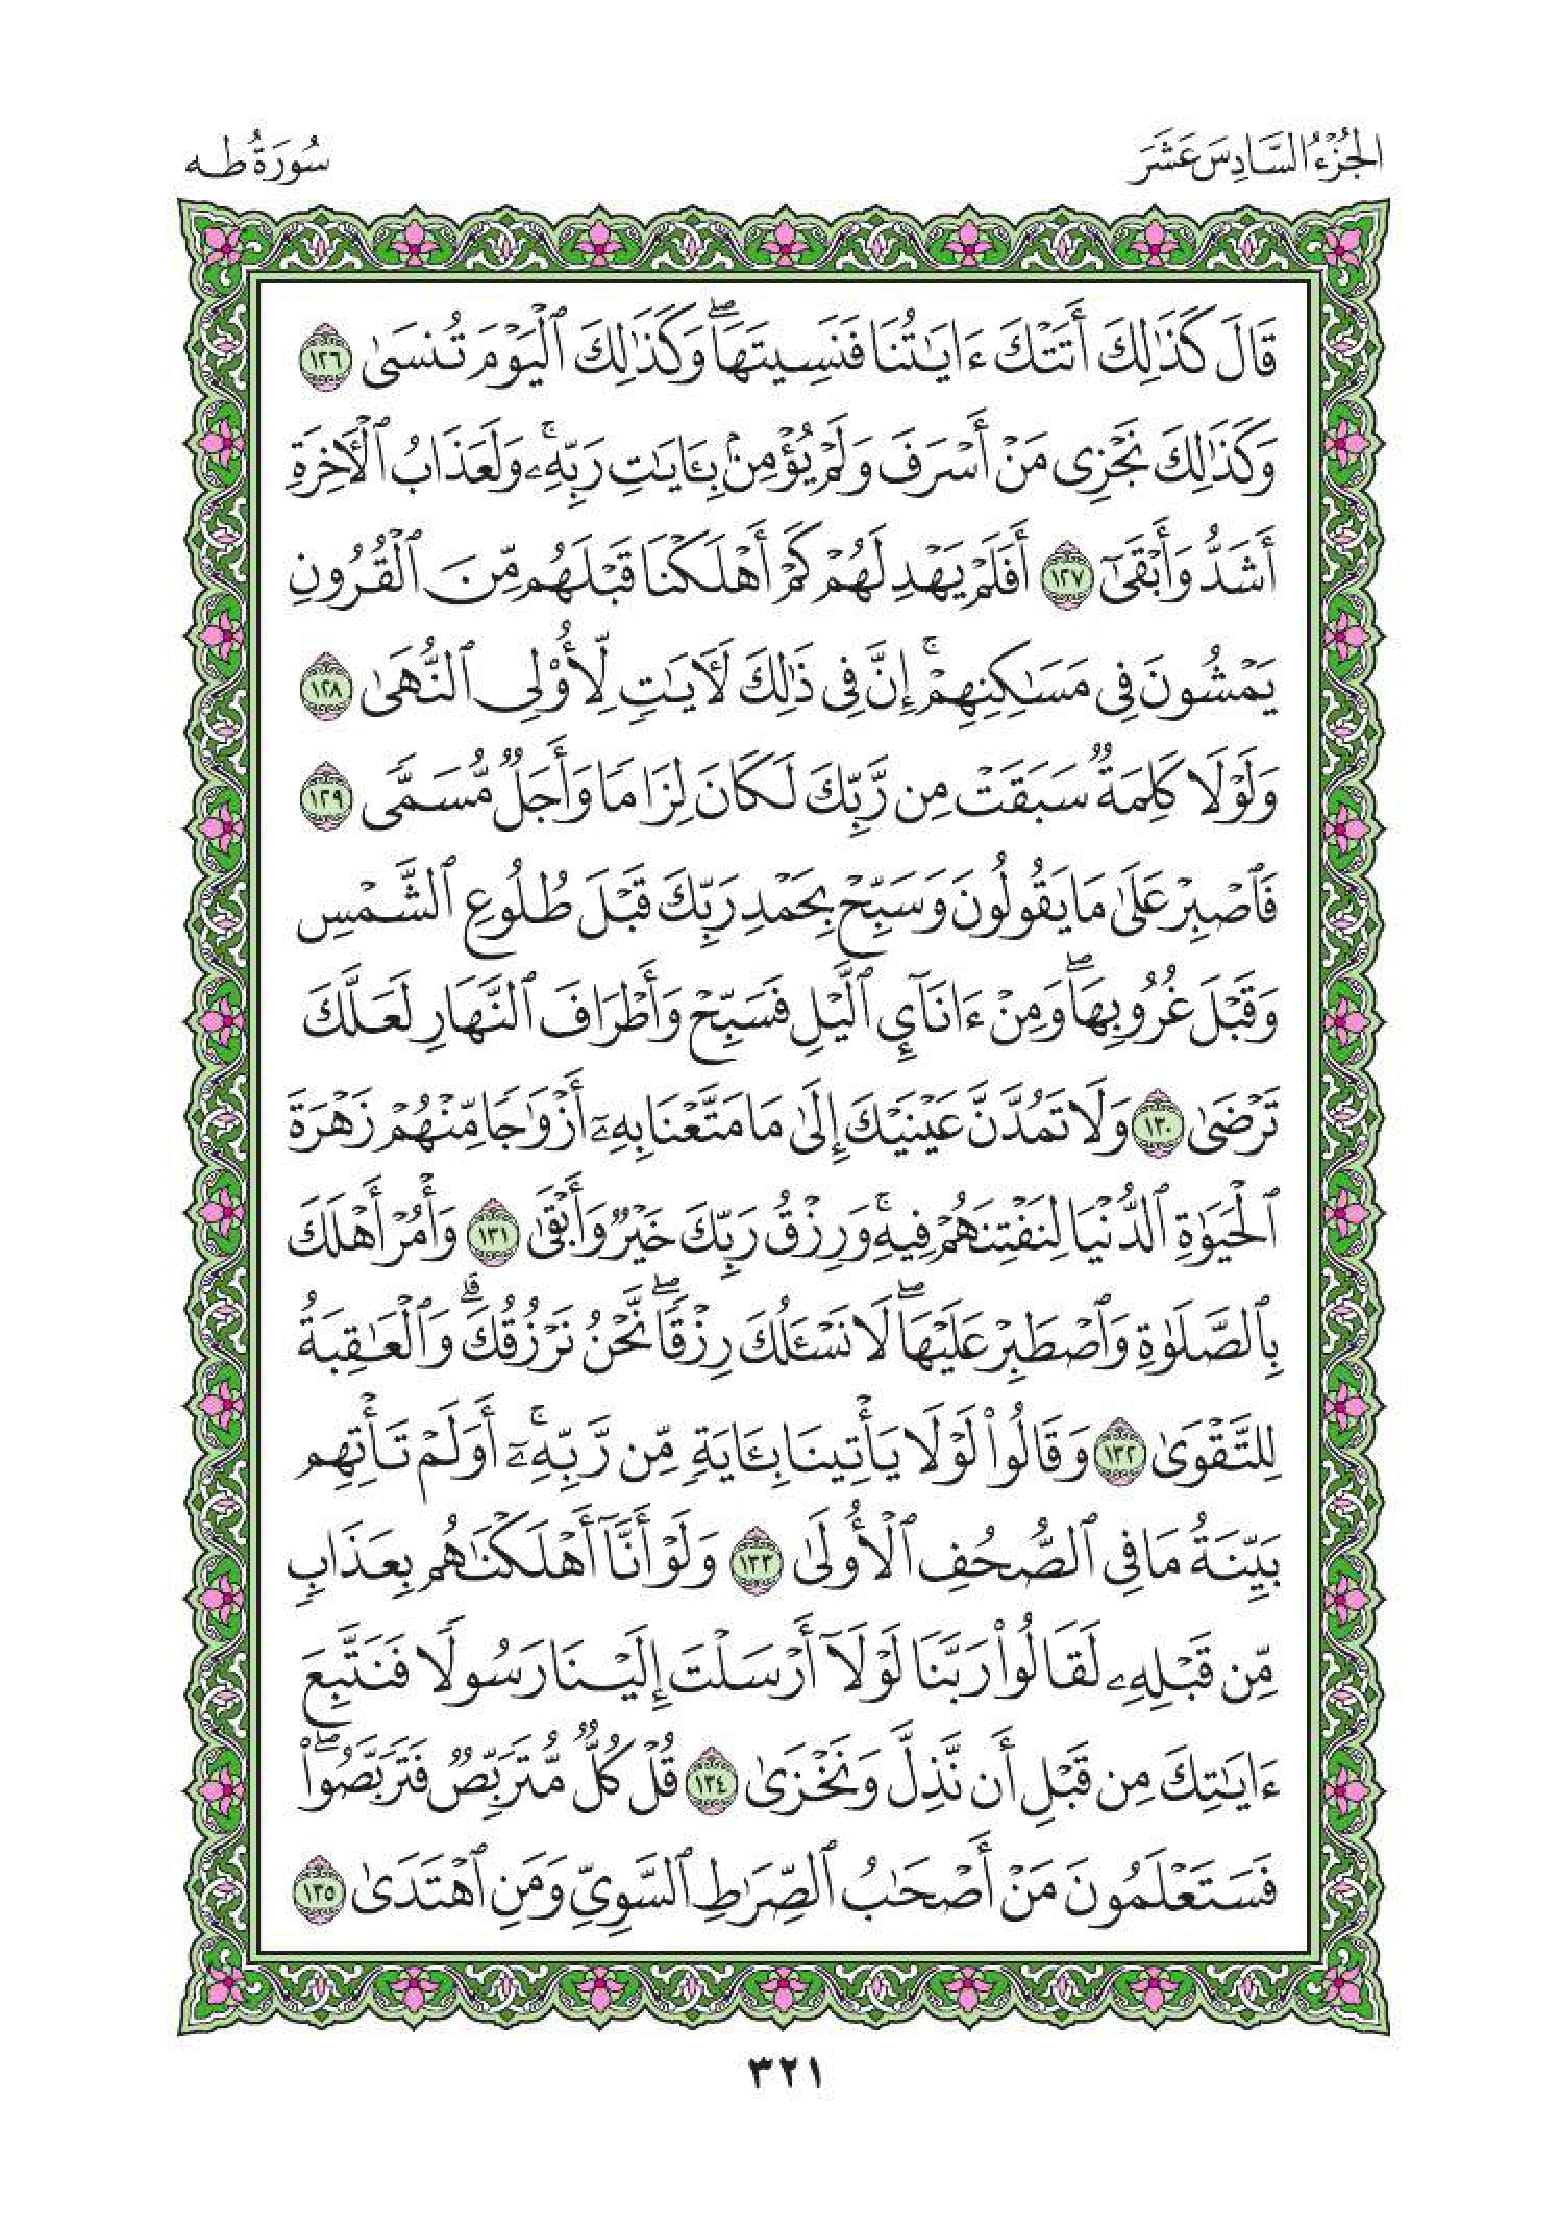 الجُزْءُ السَّادِسَ عَشَرَ
سُورَةُ طه
قَالَ كَذَٰلِكَ أَتَتْكَ ءَايَٰتُنَا فَنَسِيتَهَا ۖ وَكَذَٰلِكَ ٱلْيَوْمَ تُنسَىٰ ١٢٦
وَكَذَٰلِكَ نَجْزِى مَنْ أَسْرَفَ وَلَمْ يُؤْمِنۢ بِـَٔايَٰتِ رَبِّهِۦ ۚ وَلَعَذَابُ ٱلْـَٔاخِرَةِ
أَشَدُّ وَأَبْقَىٰٓ ١٢٧ أَفَلَمْ يَهْدِ لَهُمْ كَمْ أَهْلَكْنَا قَبْلَهُم مِّنَ ٱلْقُرُونِ
يَمْشُونَ فِى مَسَٰكِنِهِمْ ۚ إِنَّ فِى ذَٰلِكَ لَـَٔايَٰتٍ لِّأُو۟لِى ٱلنُّهَىٰ ١٢٨
وَلَوْلَا كَلِمَةٌ سَبَقَتْ مِن رَّبِّكَ لَكَانَ لِزَامًا وَأَجَلٌ مُّسَمًّى ١٢٩
فَٱصْبِرْ عَلَىٰ مَا يَقُولُونَ وَسَبِّحْ بِحَمْدِ رَبِّكَ قَبْلَ طُلُوعِ ٱلشَّمْسِ
وَقَبْلَ غُرُوبِهَا ۖ وَمِنْ ءَانَآئِ ٱلَّيْلِ فَسَبِّحْ وَأَطْرَافَ ٱلنَّهَارِ لَعَلَّكَ
تَرْضَىٰ ١٣٠ وَلَا تَمُدَّنَّ عَيْنَيْكَ إِلَىٰ مَا مَتَّعْنَا بِهِۦٓ أَزْوَٰجًا مِّنْهُمْ زَهْرَةَ
ٱلْحَيَوٰةِ ٱلدُّنْيَا لِنَفْتِنَهُمْ فِيهِ ۚ وَرِزْقُ رَبِّكَ خَيْرٌ وَأَبْقَىٰ ١٣١ وَأْمُرْ أَهْلَكَ
بِٱلصَّلَوٰةِ وَٱصْطَبِرْ عَلَيْهَا ۖ لَا نَسْـَٔلُكَ رِزْقًا ۖ نَّحْنُ نَرْزُقُكَ ۗ وَٱلْعَٰقِبَةُ
لِلتَّقْوَىٰ ١٣٢ وَقَالُوا۟ لَوْلَا يَأْتِينَا بِـَٔايَةٍ مِّن رَّبِّهِۦٓ ۚ أَوَلَمْ تَأْتِهِم
بَيِّنَةُ مَا فِى ٱلصُّحُفِ ٱلْأُولَىٰ ١٣٣ وَلَوْ أَنَّآ أَهْلَكْنَٰهُم بِعَذَابٍ
مِّن قَبْلِهِۦ لَقَالُوا۟ رَبَّنَا لَوْلَآ أَرْسَلْتَ إِلَيْنَا رَسُولًا فَنَتَّبِعَ
ءَايَٰتِكَ مِن قَبْلِ أَن نَّذِلَّ وَنَخْزَىٰ ١٣٤ قُلْ كُلٌّ مُّتَرَبِّصٌ فَتَرَبَّصُوا۟ ۖ
فَسَتَعْلَمُونَ مَنْ أَصْحَٰبُ ٱلصِّرَٰطِ ٱلسَّوِىِّ وَمَنِ ٱهْتَدَىٰ ١٣٥
٣٢١